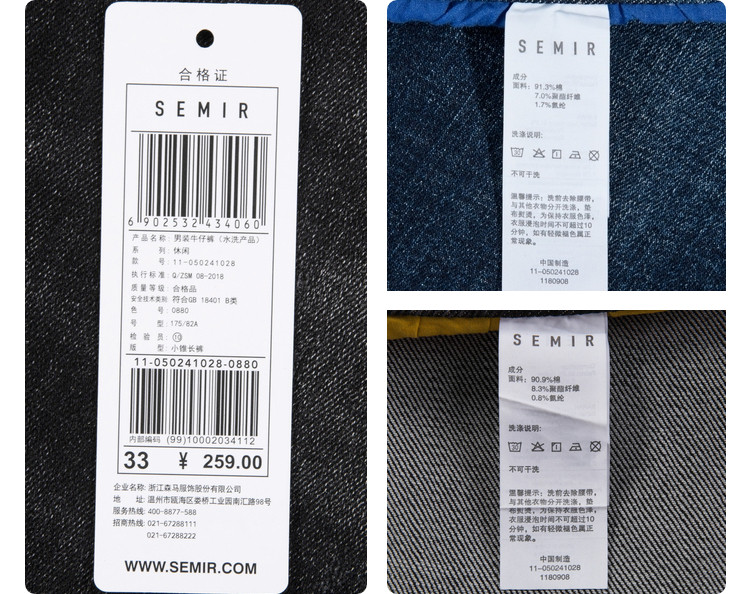 合格证
SEMIR
6 902532 434060
产品名称: 男装牛仔裤(水洗产品)
系 列: 休闲
款 号: 11-050241028
执行标准: Q/ZSM 08-2018
质量等级: 合格品
安全技术类别: 符合GB 18401 B类
色 号: 0880
号 型: 175/82A
检 验 员: ⑩
版 型: 小锥长裤
11-050241028-0880
内部编码 (99)10002034112
33 ¥ 259.00
企业名称: 浙江森马服饰股份有限公司
地 址: 温州市瓯海区娄桥工业园南汇路98号
服务热线: 400-8877-588
招商热线: 021-67288111
021-67288222
WWW.SEMIR.COM
SEMIR
成分
面料: 91.3%棉
7.0%聚酯纤维
1.7%氨纶
洗涤说明:
30
不可干洗
温馨提示: 洗前去除腰带,
与其他衣物分开洗涤, 垫
布熨烫, 为保持衣服色泽,
衣服浸泡时间不可超过10
分钟, 如有轻微褪色属正
常现象。
中国制造
11-050241028
1180908
SEMIR
成分
面料: 90.9%棉
8.3%聚酯纤维
0.8%氨纶
洗涤说明:
30
不可干洗
温馨提示: 洗前去除腰带,
与其他衣物分开洗涤, 垫
布熨烫, 为保持衣服色泽,
衣服浸泡时间不可超过10
分钟, 如有轻微褪色属正
常现象。
中国制造
11-050241028
1180908